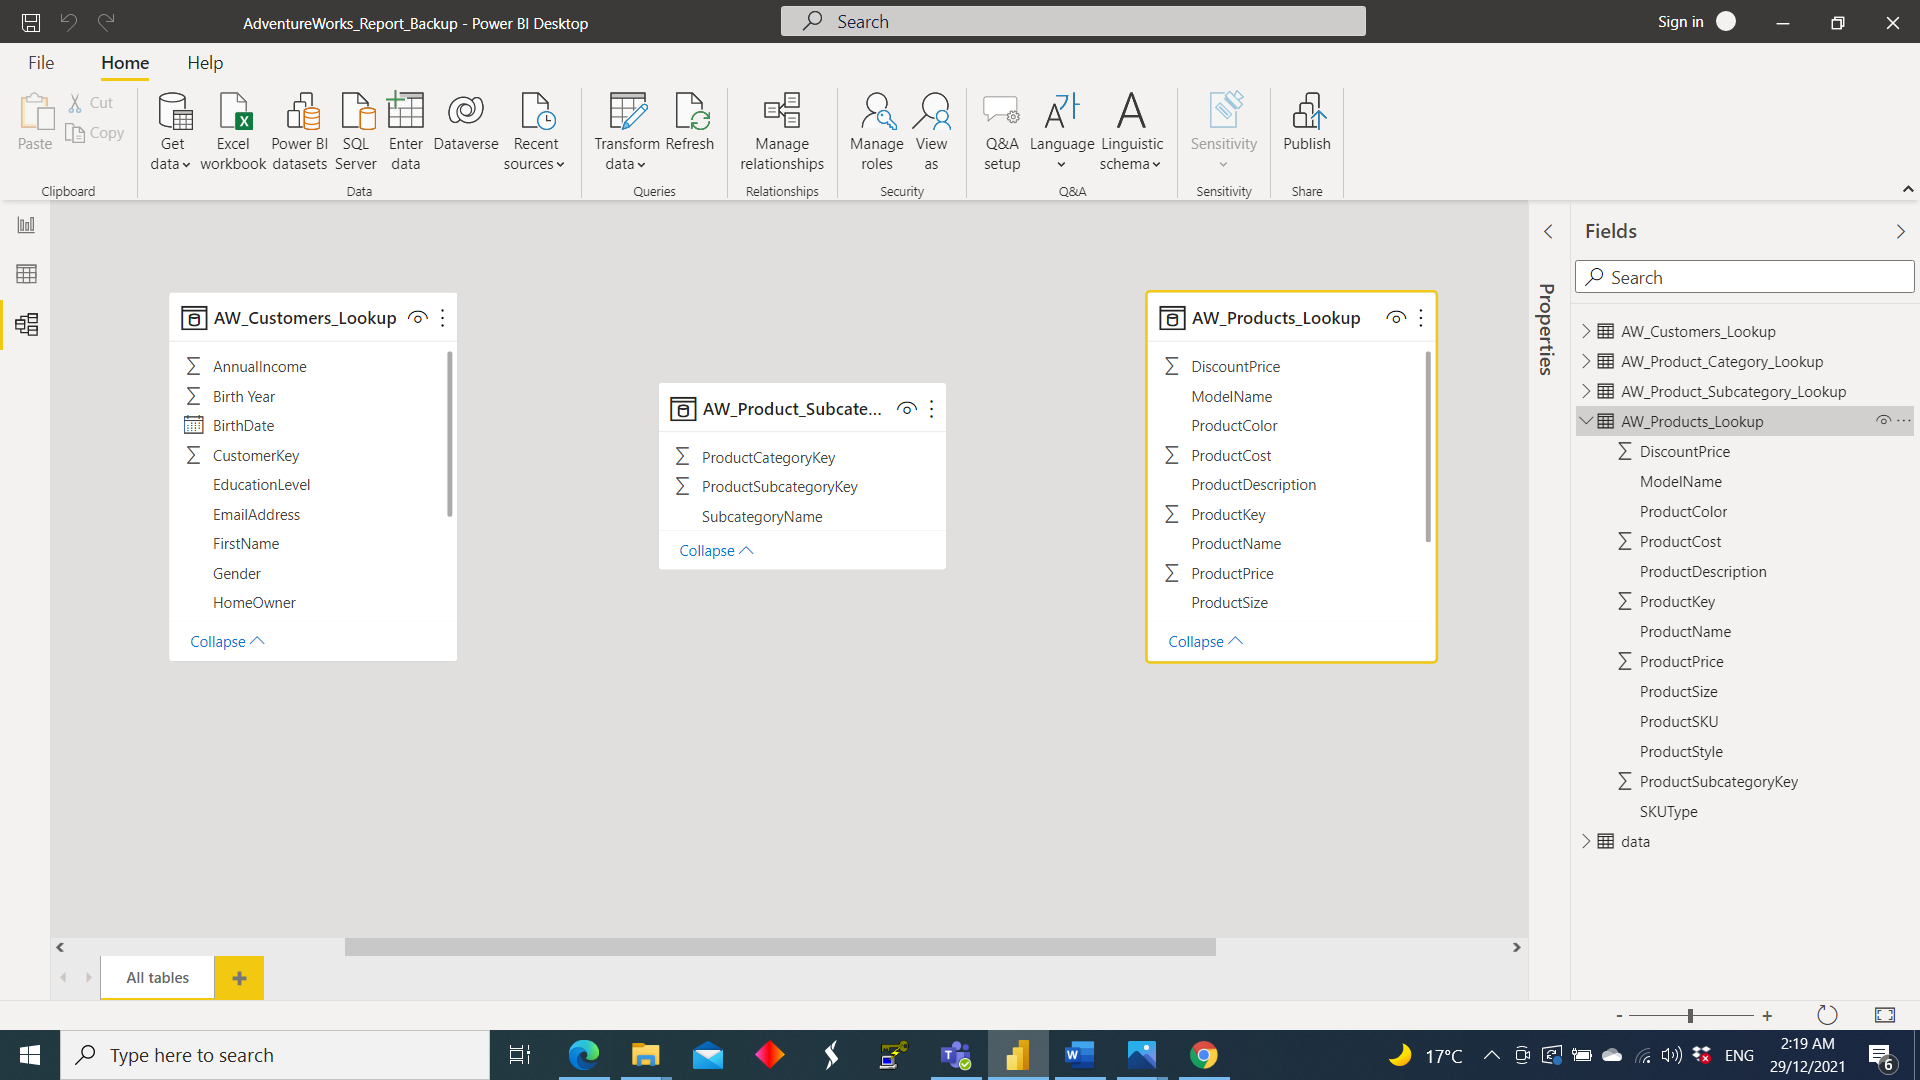 AdventureWorks_Report_Backup - Power BI Desktop
Search
Sign in
File
Home
Help
Paste
Cut
Copy
Clipboard
Get data
Excel workbook
Power BI datasets
SQL Server
Enter data
Dataverse
Recent sources
Data
Transform data
Refresh
Queries
Manage relationships
Relationships
Manage roles
View as
Security
Q&A setup
Language
Linguistic schema
Q&A
Sensitivity
Sensitivity
Publish
Share
AW_Customers_Lookup
AnnualIncome
Birth Year
BirthDate
CustomerKey
EducationLevel
EmailAddress
FirstName
Gender
HomeOwner
Collapse
AW_Product_Subcate...
ProductCategoryKey
ProductSubcategoryKey
SubcategoryName
Collapse
AW_Products_Lookup
DiscountPrice
ModelName
ProductColor
ProductCost
ProductDescription
ProductKey
ProductName
ProductPrice
ProductSize
Collapse
Properties
Fields
Search
AW_Customers_Lookup
AW_Product_Category_Lookup
AW_Product_Subcategory_Lookup
AW_Products_Lookup
DiscountPrice
ModelName
ProductColor
ProductCost
ProductDescription
ProductKey
ProductName
ProductPrice
ProductSize
ProductSKU
ProductStyle
ProductSubcategoryKey
SKUType
data
All tables
Type here to search
17°C
ENG
2:19 AM
29/12/2021
6